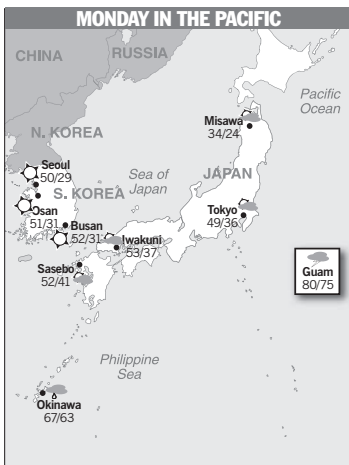 MONDAY IN THE PACIFIC
CHINA
RUSSIA
Pacific
Ocean
Misawa
34/24
N. KOREA
Seoul
50/29
Sea of
Japan
JAPAN
S. KOREA
Osan
51/31
Busan
52/31
Iwakuni
53/37
Tokyo
49/36
Sasebo
52/41
Guam
80/75
Philippine
Sea
Okinawa
67/63